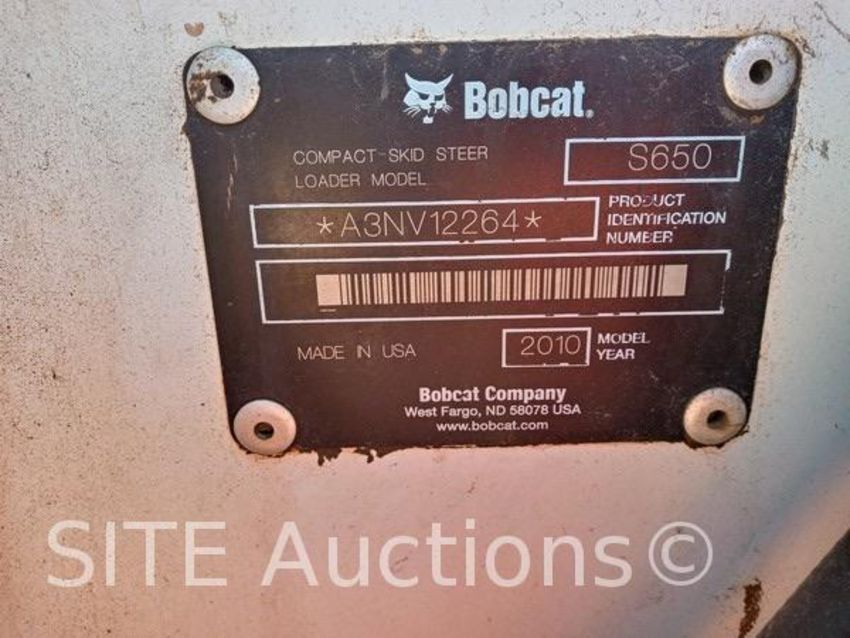 Bobcat.
COMPACT-SKID STEER
LOADER MODEL
S650
*A3NV12264*
PRODUCT
IDENTIFICATION
NUMBER
MADE IN USA
2010
MODEL
YEAR
Bobcat Company
West Fargo, ND 58078 USA
www.bobcat.com
SITE Auctions©